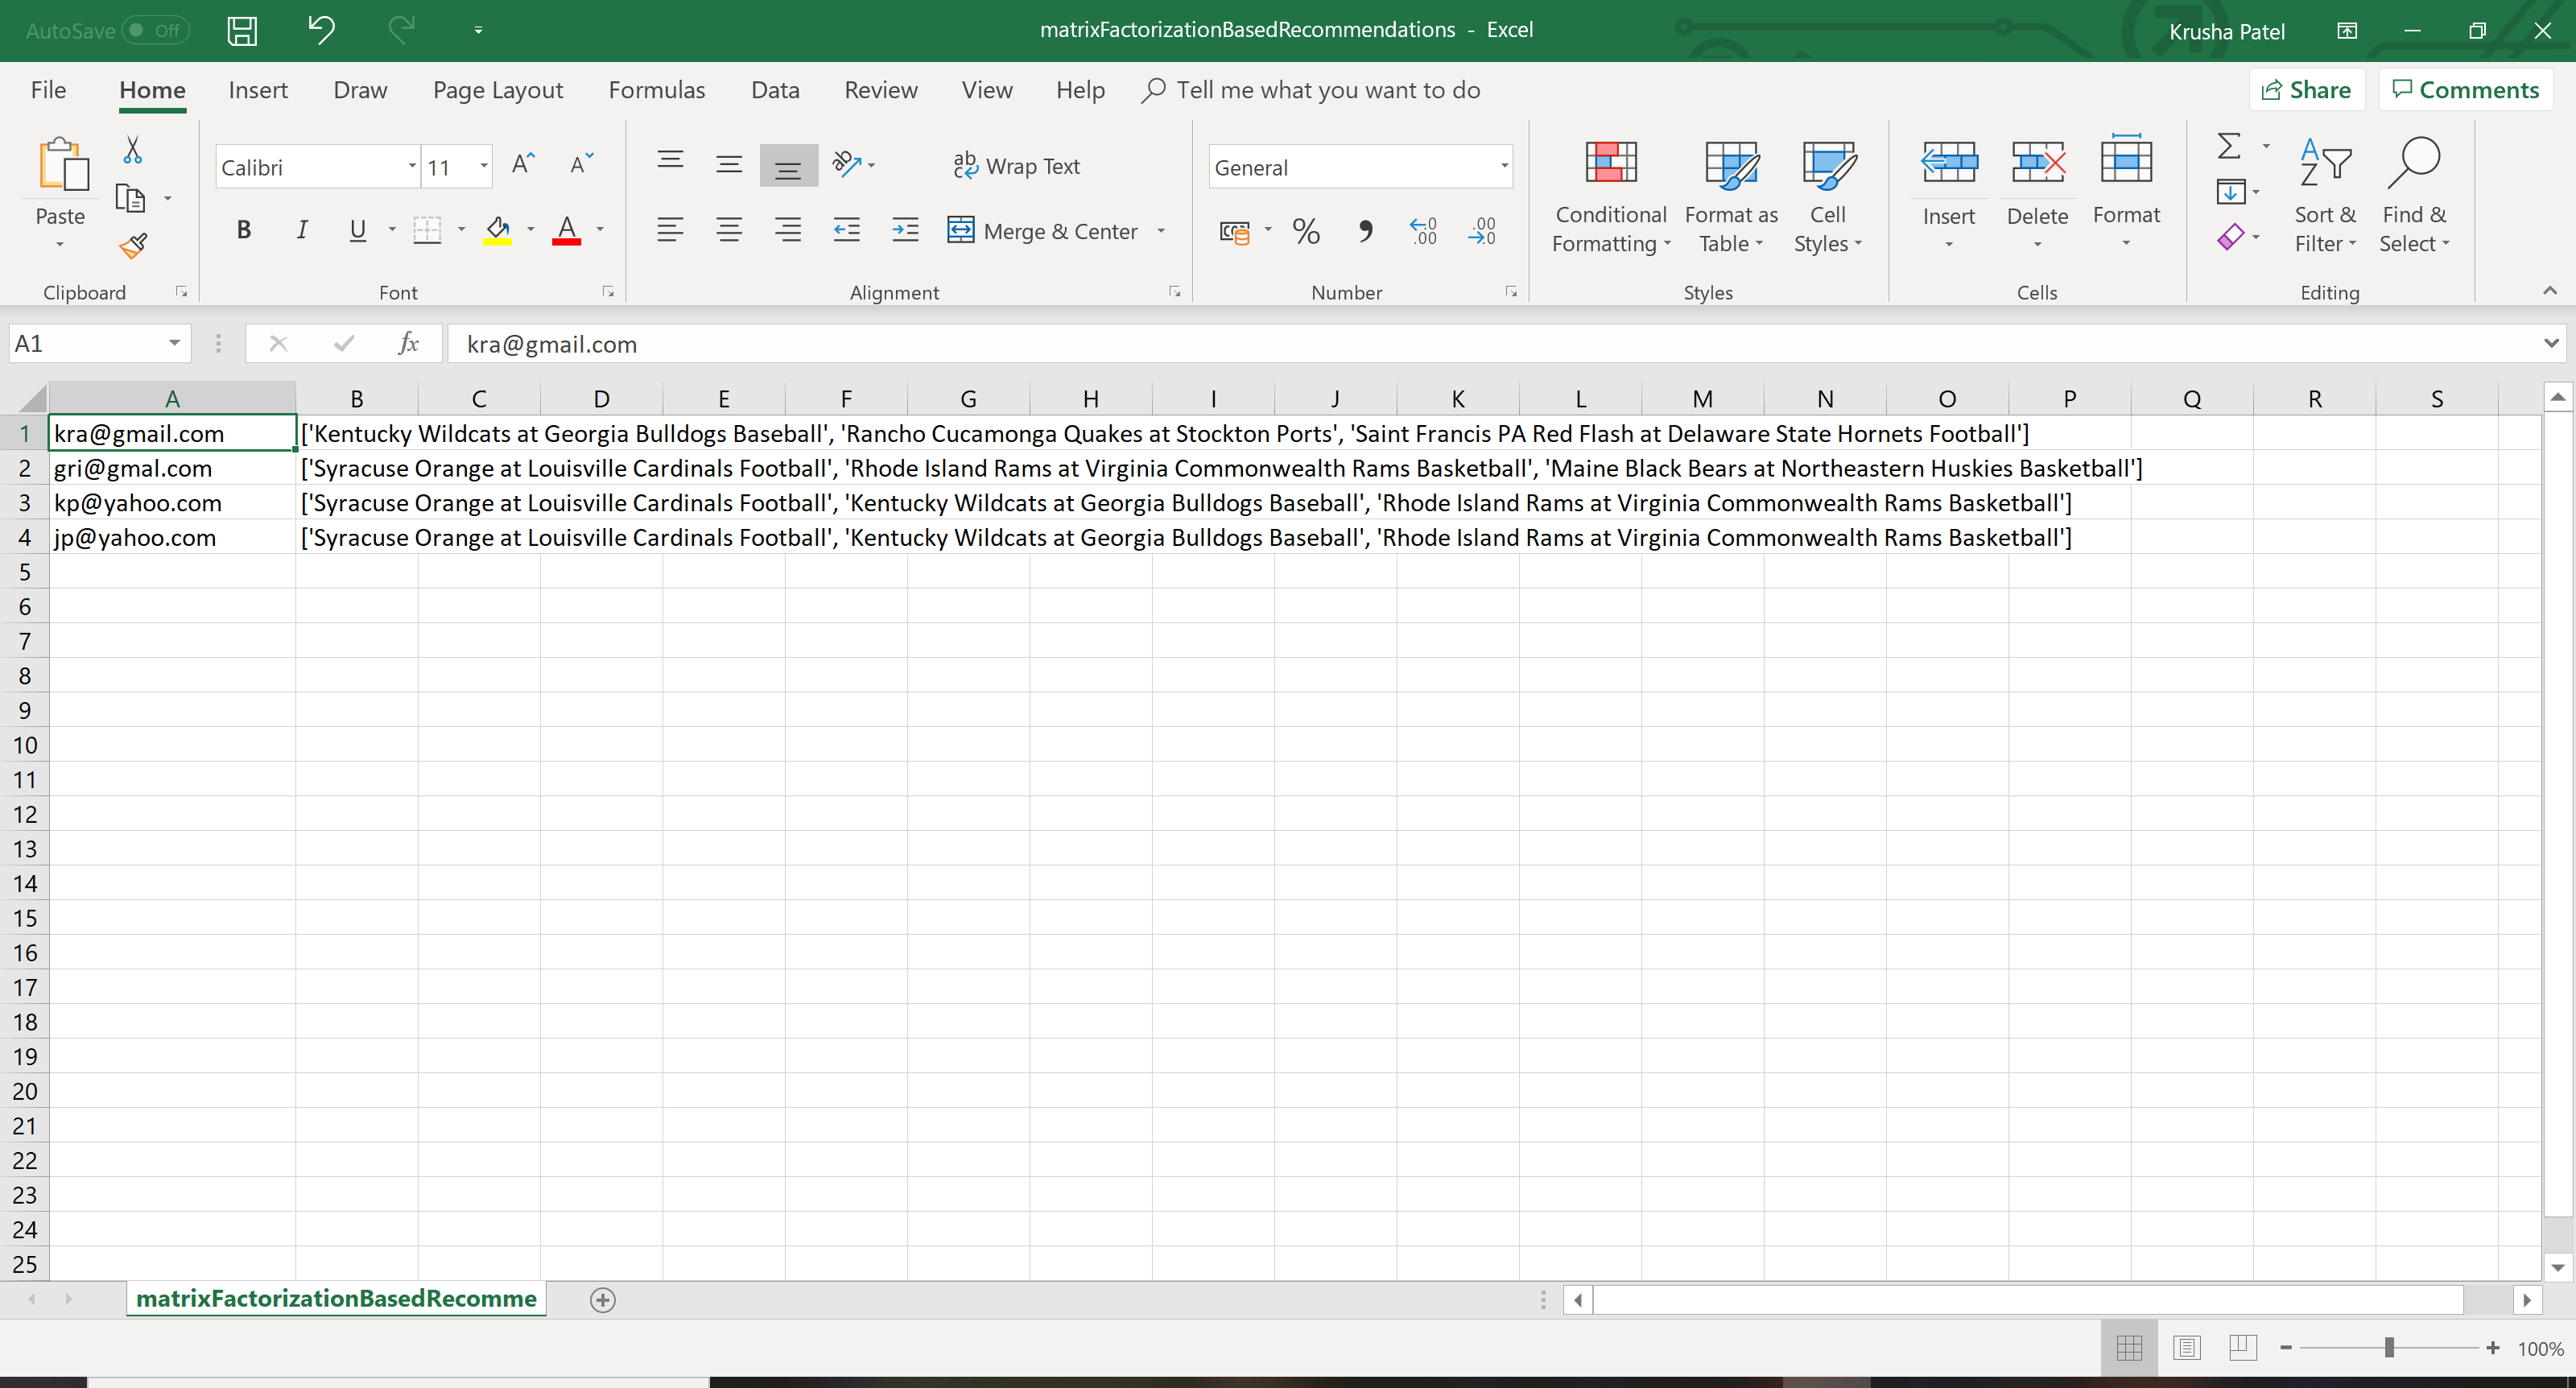 AutoSave Off matrixFactorizationBasedRecommendations - Excel Krusha Patel
File Home Insert Draw Page Layout Formulas Data Review View Help Tell me what you want to do Share Comments
Paste
Calibri 11 A A
B I U A
ab
c Wrap Text
Merge & Center
General
% , .0 .00 .00 .0
Conditional Formatting
Format as Table
Cell Styles
Insert Delete Format
Σ
A Z
Sort & Filter
Find & Select
Clipboard Font Alignment Number Styles Cells Editing
A1 fx kra@gmail.com
A B C D E F G H I J K L M N O P Q R S
1 kra@gmail.com ['Kentucky Wildcats at Georgia Bulldogs Baseball', 'Rancho Cucamonga Quakes at Stockton Ports', 'Saint Francis PA Red Flash at Delaware State Hornets Football']
2 gri@gmal.com ['Syracuse Orange at Louisville Cardinals Football', 'Rhode Island Rams at Virginia Commonwealth Rams Basketball', 'Maine Black Bears at Northeastern Huskies Basketball']
3 kp@yahoo.com ['Syracuse Orange at Louisville Cardinals Football', 'Kentucky Wildcats at Georgia Bulldogs Baseball', 'Rhode Island Rams at Virginia Commonwealth Rams Basketball']
4 jp@yahoo.com ['Syracuse Orange at Louisville Cardinals Football', 'Kentucky Wildcats at Georgia Bulldogs Baseball', 'Rhode Island Rams at Virginia Commonwealth Rams Basketball']
5
6
7
8
9
10
11
12
13
14
15
16
17
18
19
20
21
22
23
24
25
matrixFactorizationBasedRecomme
100%